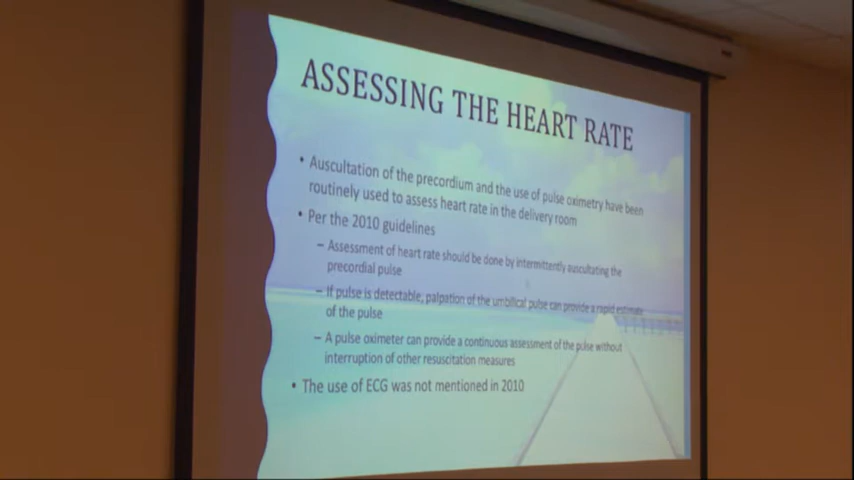 ASSESSING THE HEART RATE
• Auscultation of the precordium and the use of pulse oximetry have been
routinely used to assess heart rate in the delivery room
• Per the 2010 guidelines
– Assessment of heart rate should be done by intermittently auscultating the
precordial pulse
– If pulse is detectable, palpation of the umbilical pulse can provide a rapid estimate
of the pulse
– A pulse oximeter can provide a continuous assessment of the pulse without
interruption of other resuscitation measures
• The use of ECG was not mentioned in 2010